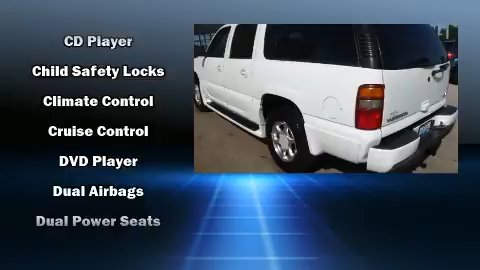 CD Player
Child Safety Locks
Climate Control
Cruise Control
DVD Player
Dual Airbags
Dual Power Seats